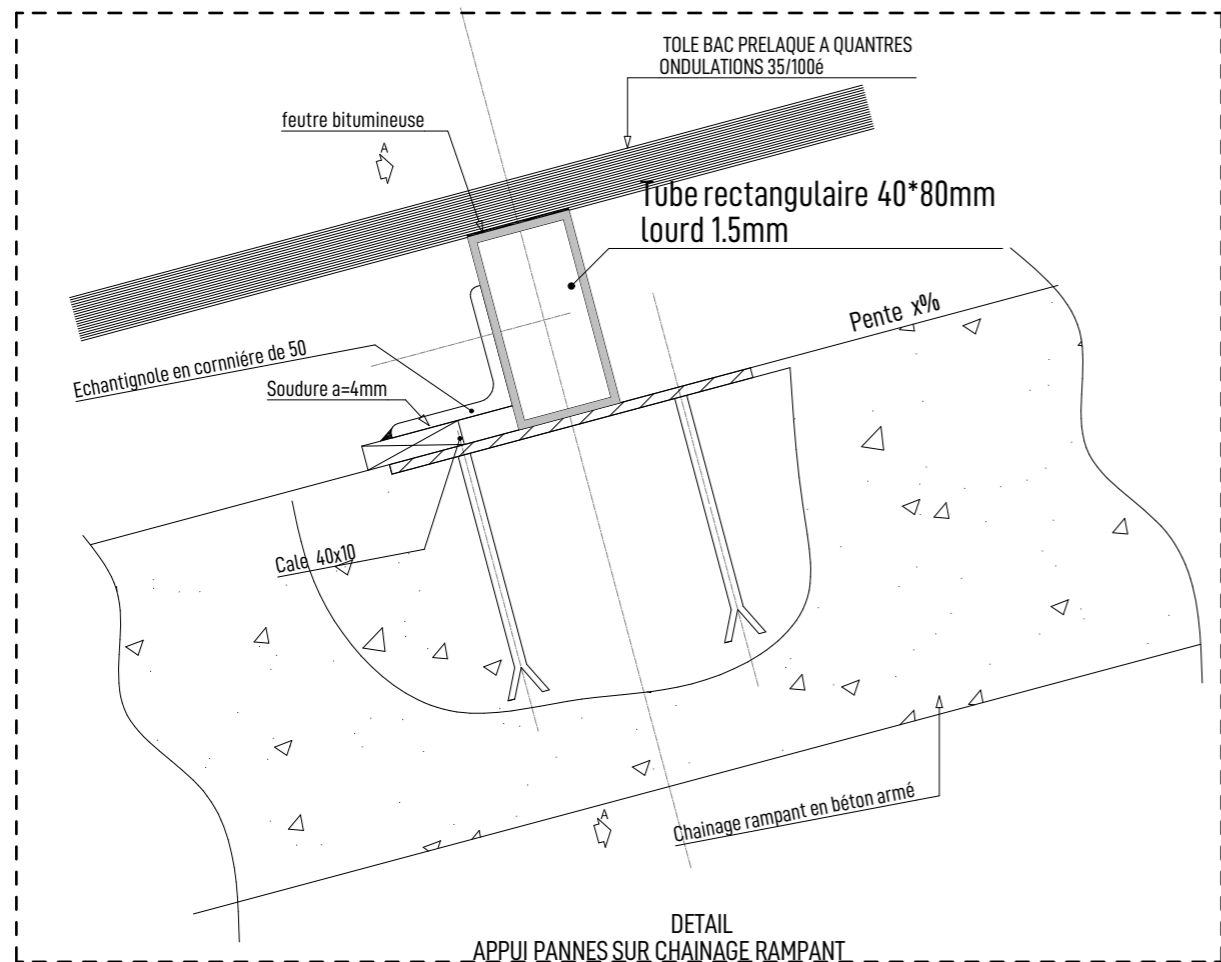 TOLE BAC PRELAQUE A QUANTRES
ONDULATIONS 35/100é
feutre bitumineuse
A
Tube rectangulaire 40*80mm
lourd 1.5mm
Pente x%
Echantignole en cornniére de 50
Soudure a=4mm
Cale 40x10
Chainage rampant en béton armé
A
DETAIL
APPUI PANNES SUR CHAINAGE RAMPANT